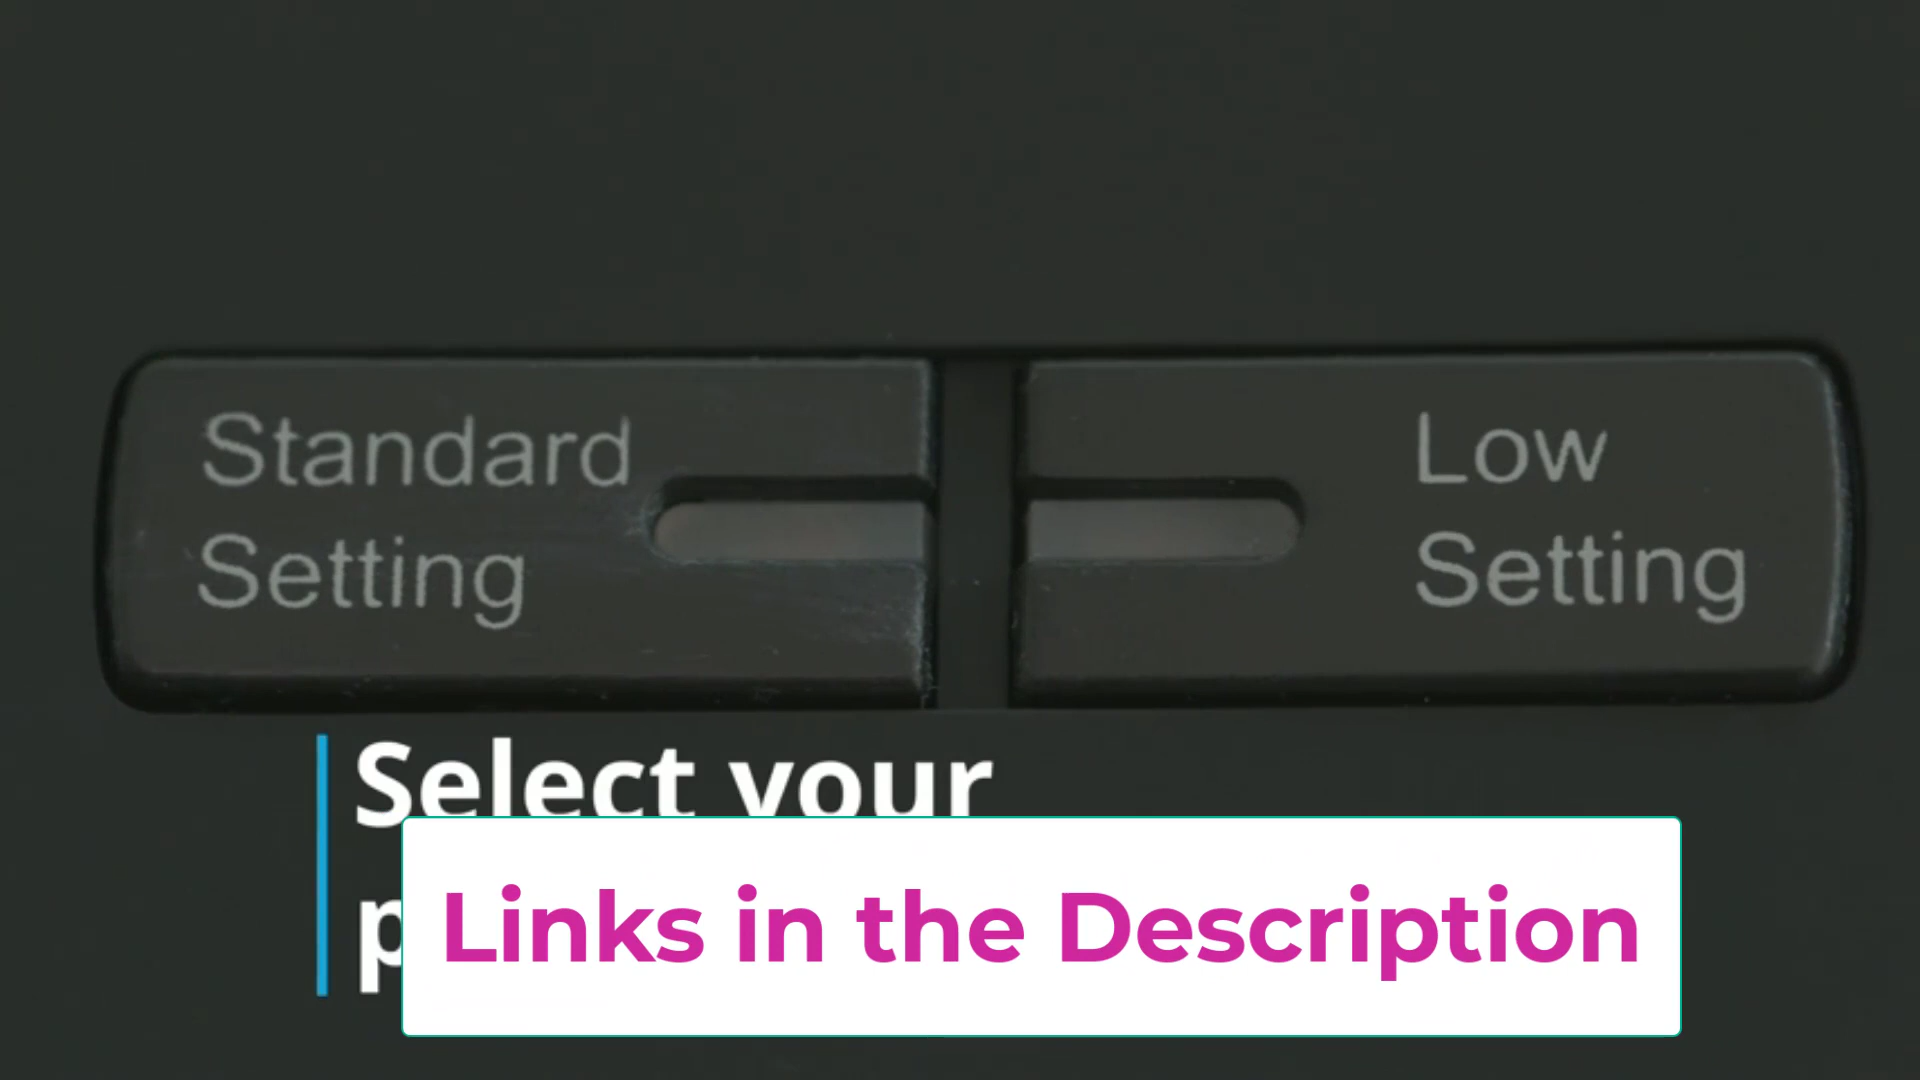 Standard
Setting
Low
Setting
Select your
Links in the Description